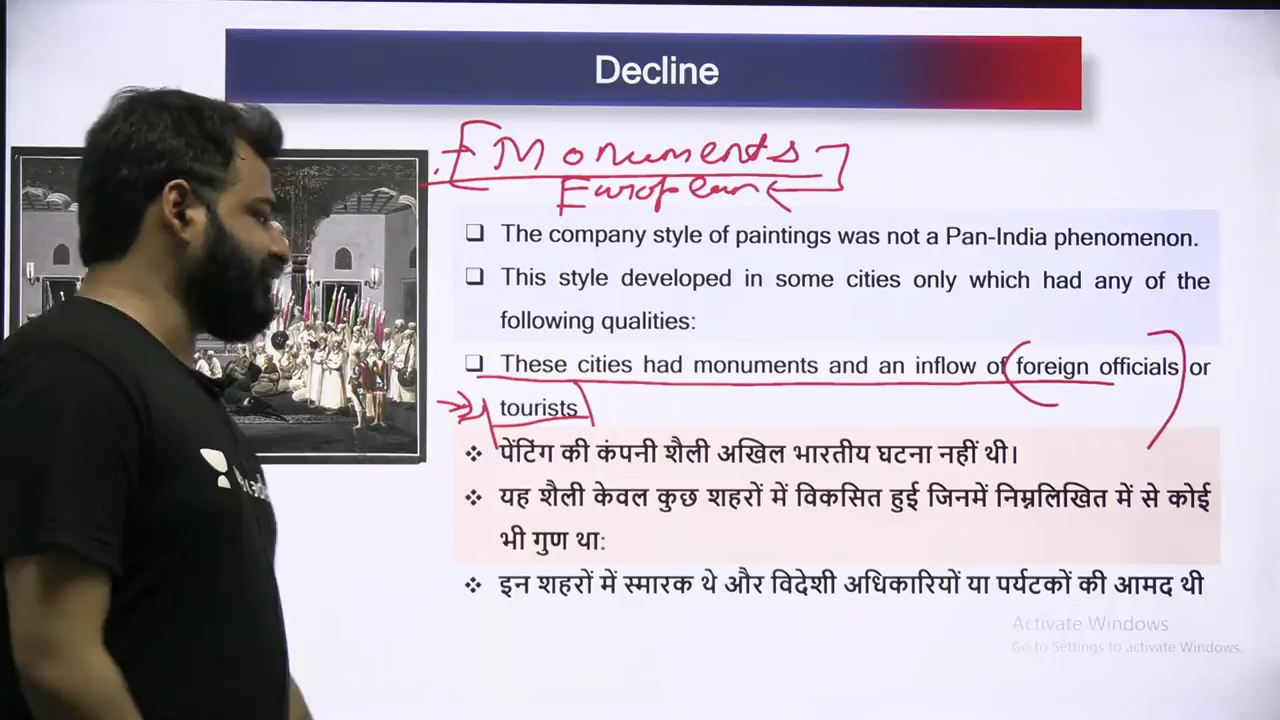 Decline
Monuments
European
❑ The company style of paintings was not a Pan-India phenomenon.
❑ This style developed in some cities only which had any of the
following qualities:
❑ These cities had monuments and an inflow of foreign officials or
tourists
❖ पेंटिंग की कंपनी शैली अखिल भारतीय घटना नहीं थी।
❖ यह शैली केवल कुछ शहरों में विकसित हुई जिनमें निम्नलिखित में से कोई
भी गुण था:
❖ इन शहरों में स्मारक थे और विदेशी अधिकारियों या पर्यटकों की आमद थी
Activate Windows
Go to Settings to activate Windows.